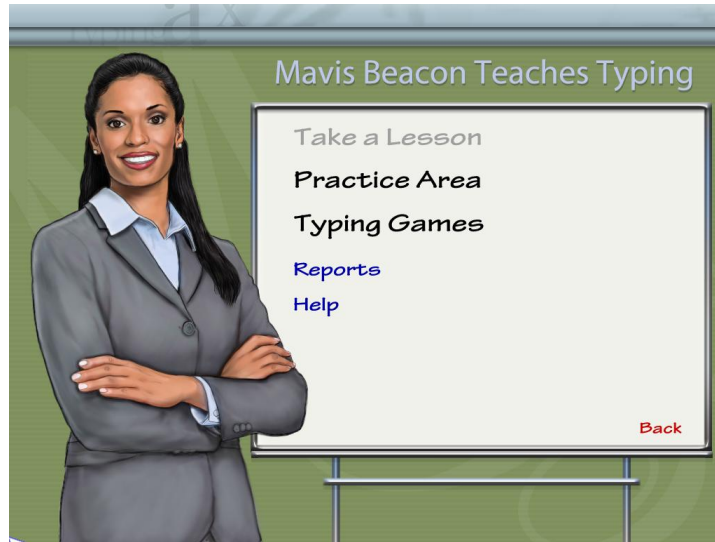 Mavis Beacon Teaches Typing
Take a Lesson
Practice Area
Typing Games
Reports
Help
Back